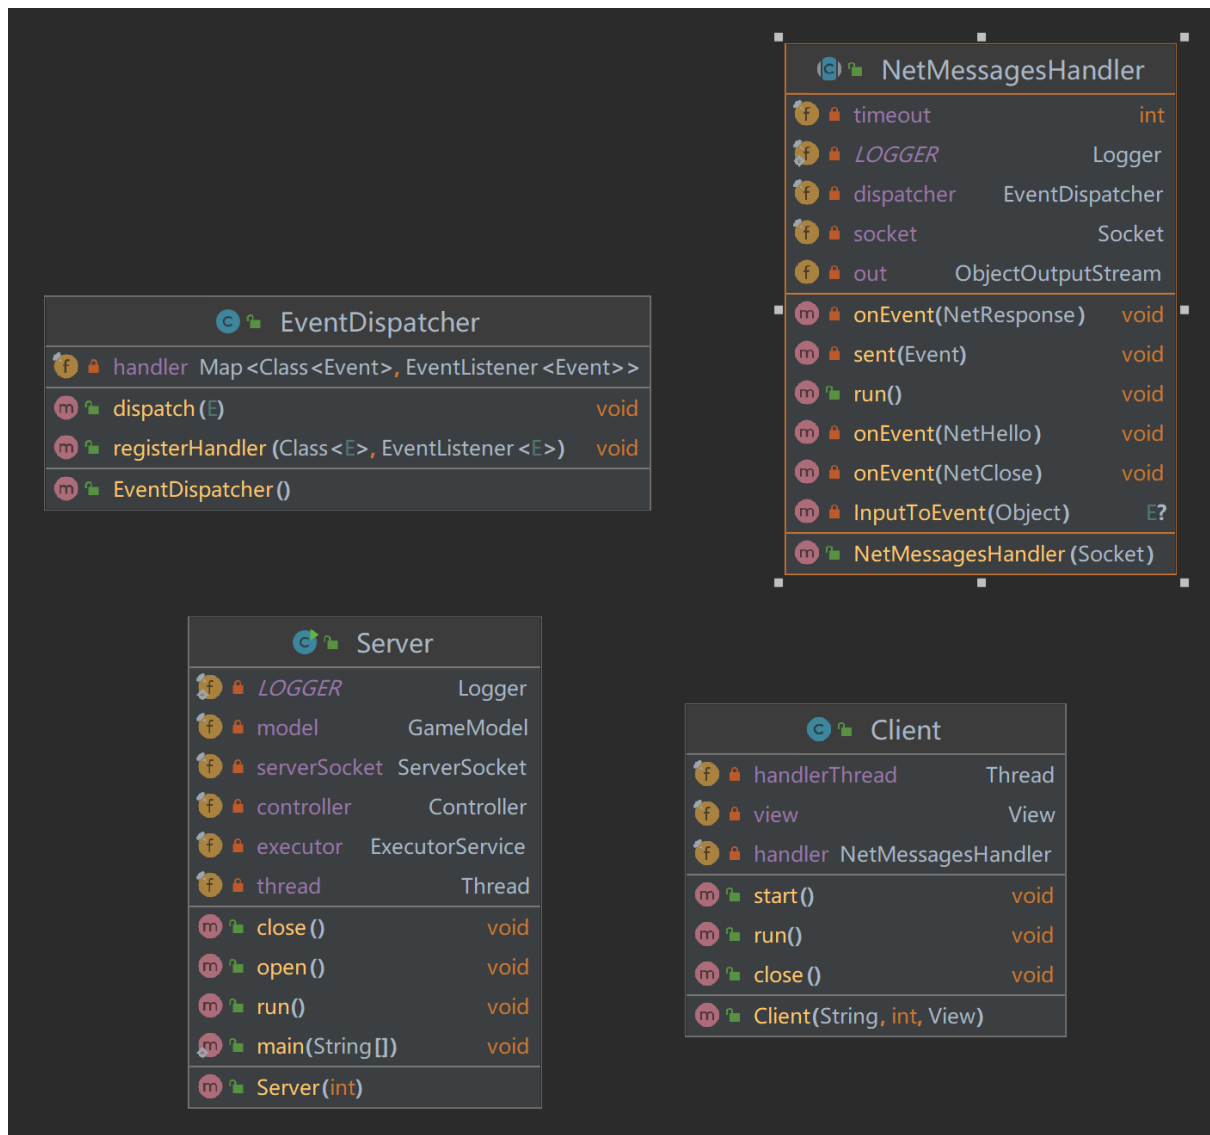 NetMessagesHandler
timeout int
LOGGER Logger
dispatcher EventDispatcher
socket Socket
out ObjectOutputStream
onEvent(NetResponse) void
sent(Event) void
run() void
onEvent(NetHello) void
onEvent(NetClose) void
InputToEvent(Object) E?
NetMessagesHandler(Socket)
EventDispatcher
handler Map<Class<Event>, EventListener<Event>>
dispatch(E) void
registerHandler(Class<E>, EventListener<E>) void
EventDispatcher()
Server
LOGGER Logger
model GameModel
serverSocket ServerSocket
controller Controller
executor ExecutorService
thread Thread
close() void
open() void
run() void
main(String[]) void
Server(int)
Client
handlerThread Thread
view View
handler NetMessagesHandler
start() void
run() void
close() void
Client(String, int, View)